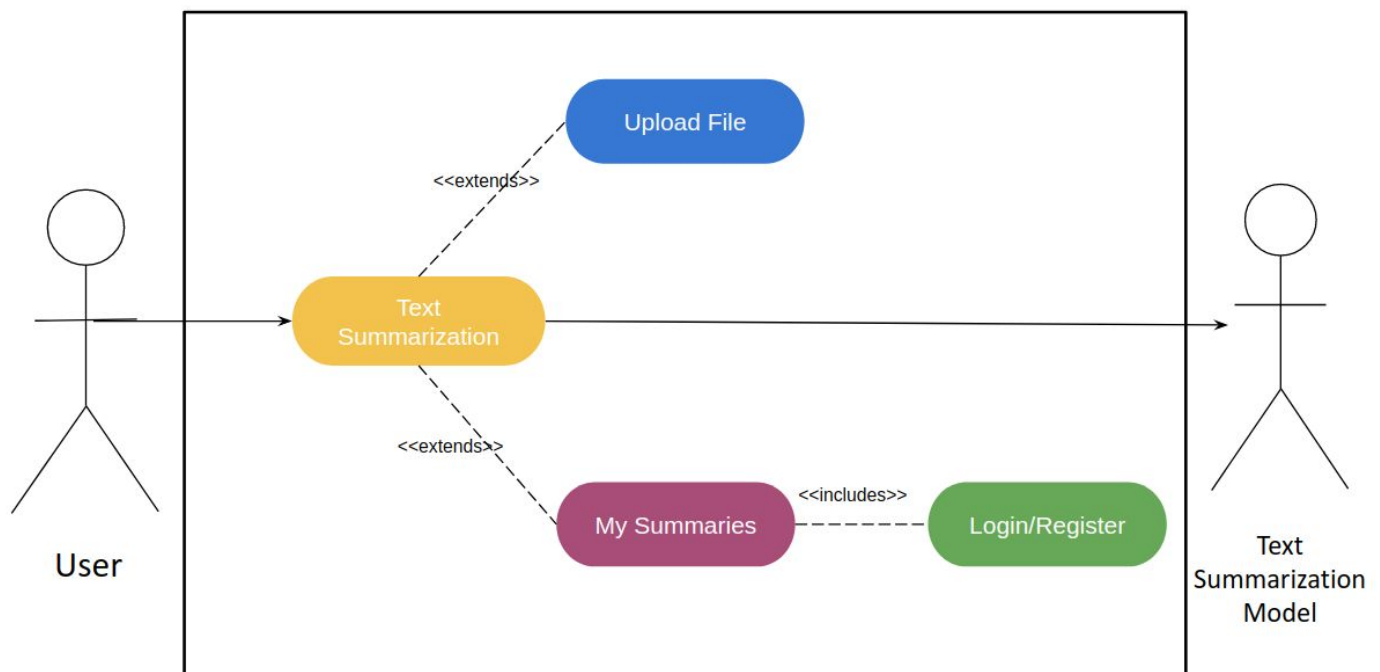 Upload File
<<extends>>
Text
Summarization
<<extends>>
My Summaries
<<includes>>
Login/Register
User
Text
Summarization
Model